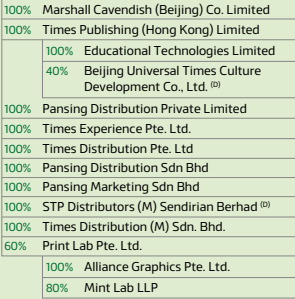 100% Marshall Cavendish (Beijing) Co. Limited
100% Times Publishing (Hong Kong) Limited
100% Educational Technologies Limited
40% Beijing Universal Times Culture
Development Co., Ltd. (D)
100% Pansing Distribution Private Limited
100% Times Experience Pte. Ltd.
100% Times Distribution Pte. Ltd
100% Pansing Distribution Sdn Bhd
100% Pansing Marketing Sdn Bhd
100% STP Distributors (M) Sendirian Berhad (D)
100% Times Distribution (M) Sdn. Bhd.
60% Print Lab Pte. Ltd.
100% Alliance Graphics Pte. Ltd.
80% Mint Lab LLP